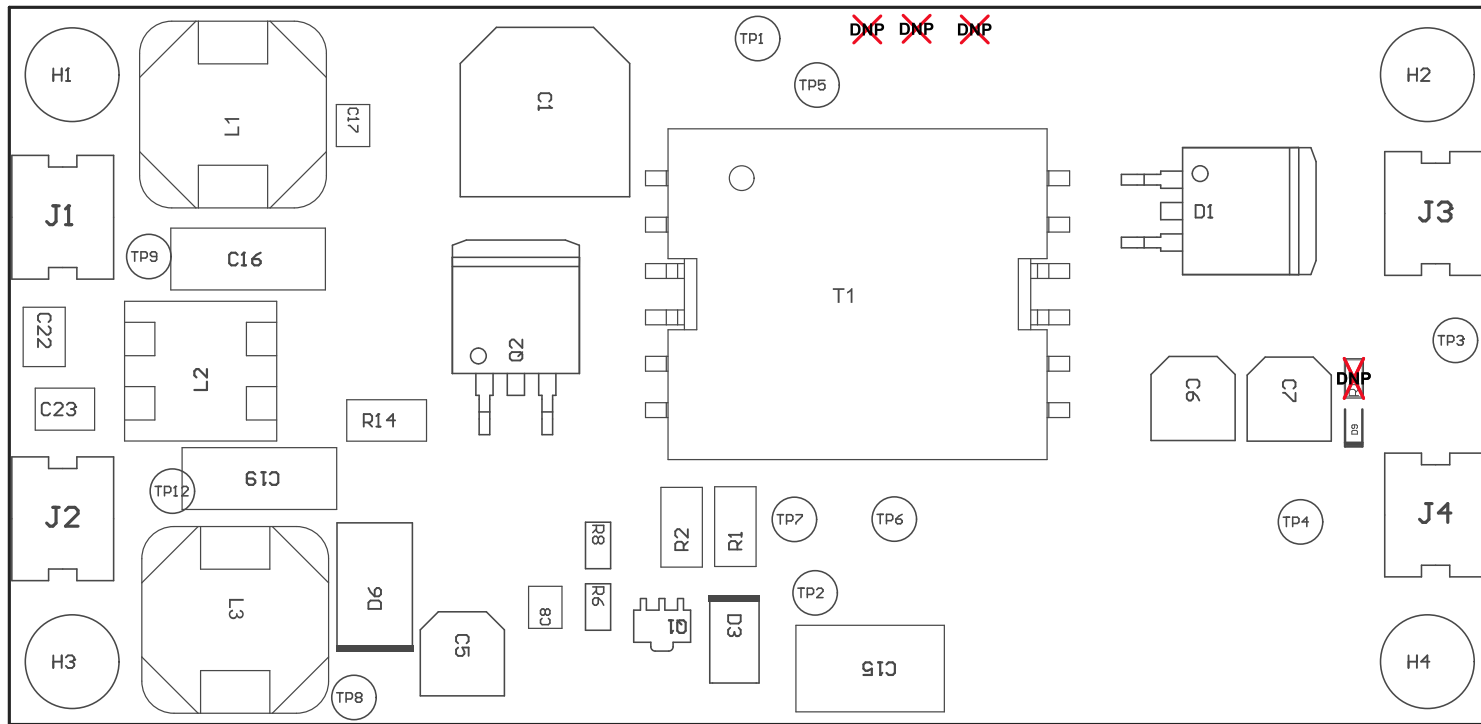 H1
L1
C17
C1
TP1
DNP
DNP
DNP
TP5
H2
J1
D1
J3
TP9
C16
C22
Q2
T1
TP3
L2
C6
C7
DNP
C23
R14
D9
C19
TP12
J2
R2
R1
TP7
TP6
TP4
J4
R8
L3
D6
C8
R6
Q1
D3
TP2
C5
H3
C15
H4
TP8